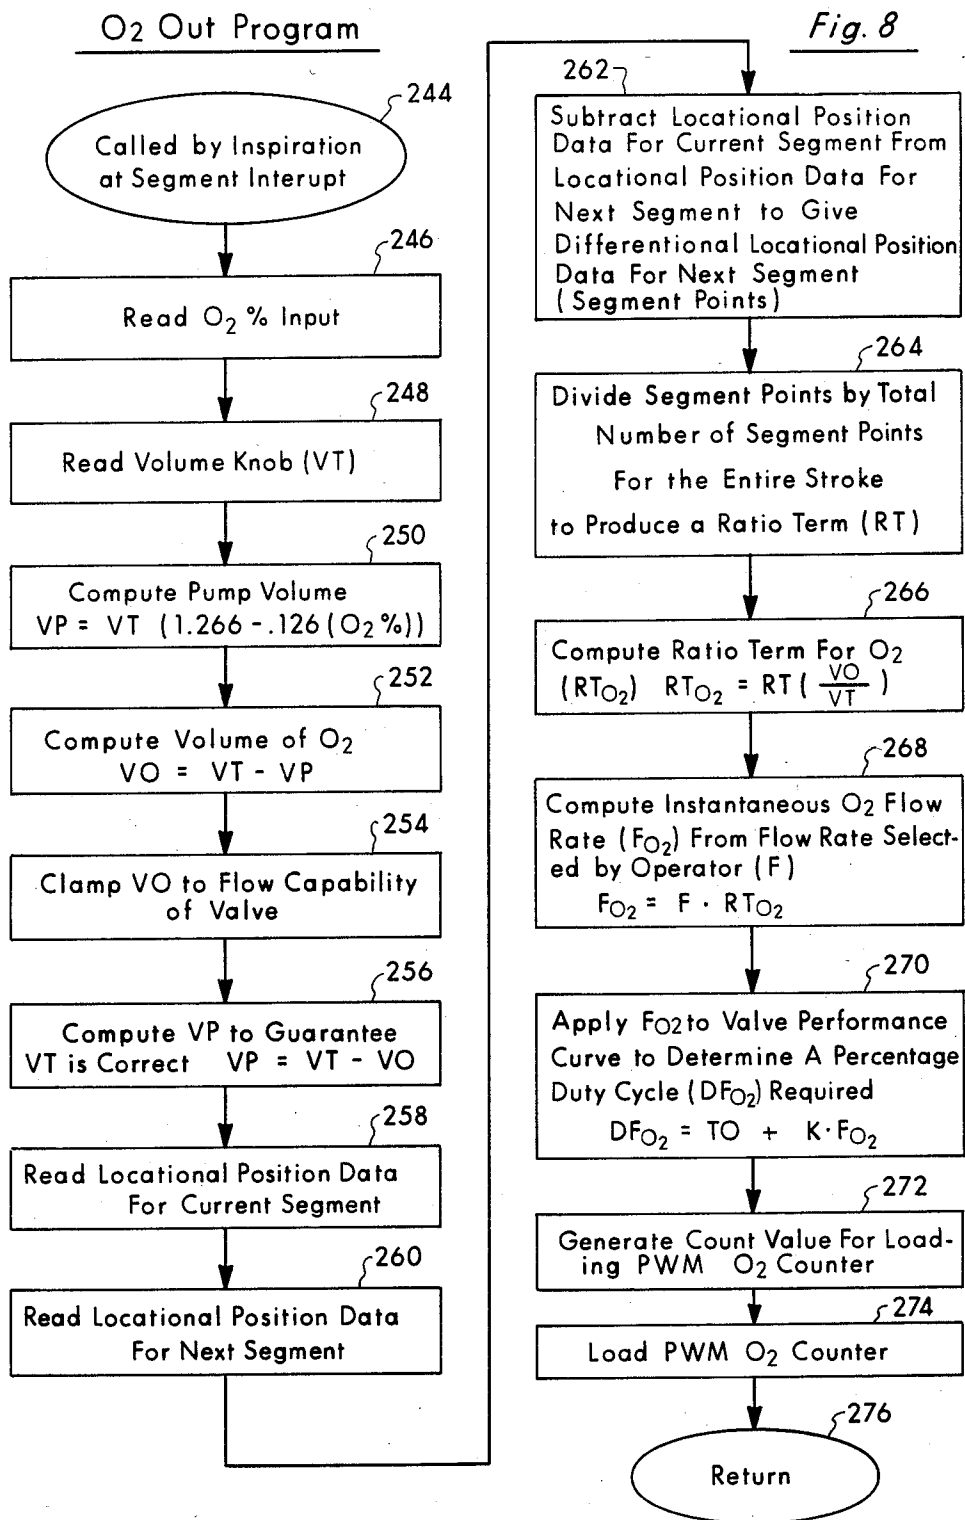 O2 Out Program
Fig. 8
244
Called by Inspiration
at Segment Interupt
246
Read O2 % Input
248
Read Volume Knob (VT)
250
Compute Pump Volume
VP = VT (1.266 - .126 (O2 %))
252
Compute Volume of O2
VO = VT - VP
254
Clamp VO to Flow Capability
of Valve
256
Compute VP to Guarantee
VT is Correct VP = VT - VO
258
Read Locational Position Data
For Current Segment
260
Read Locational Position Data
For Next Segment
262
Subtract Locational Position
Data For Current Segment From
Locational Position Data For
Next Segment to Give
Differential Locational Position
Data For Next Segment
(Segment Points)
264
Divide Segment Points by Total
Number of Segment Points
For the Entire Stroke
to Produce a Ratio Term (RT)
266
Compute Ratio Term For O2
(RTO2) RTO2 = RT (VO/VT)
268
Compute Instantaneous O2 Flow
Rate (FO2) From Flow Rate Select-
ed by Operator (F)
FO2 = F · RTO2
270
Apply FO2 to Valve Performance
Curve to Determine A Percentage
Duty Cycle (DFO2) Required
DFO2 = TO + K·FO2
272
Generate Count Value For Load-
ing PWM O2 Counter
274
Load PWM O2 Counter
276
Return